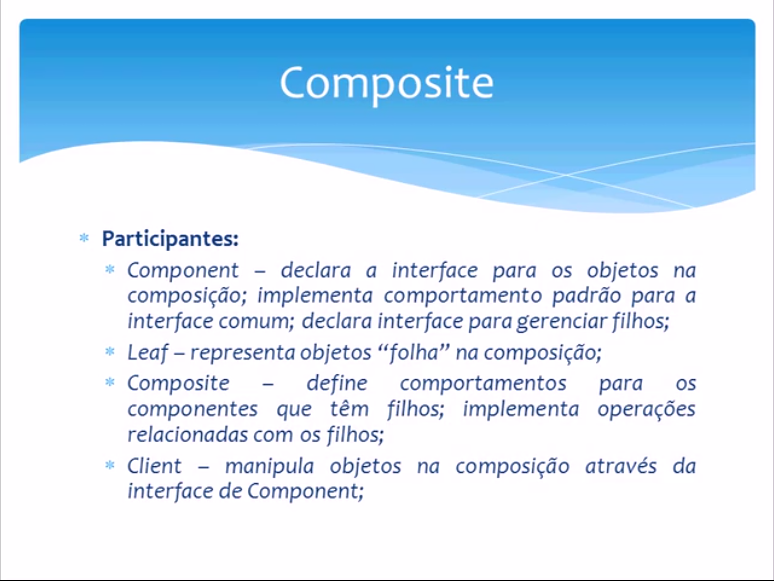 Composite
Participantes:
Component – declara a interface para os objetos na
composição; implementa comportamento padrão para a
interface comum; declara interface para gerenciar filhos;
Leaf – representa objetos “folha” na composição;
Composite – define comportamentos para os
componentes que têm filhos; implementa operações
relacionadas com os filhos;
Client – manipula objetos na composição através da
interface de Component;